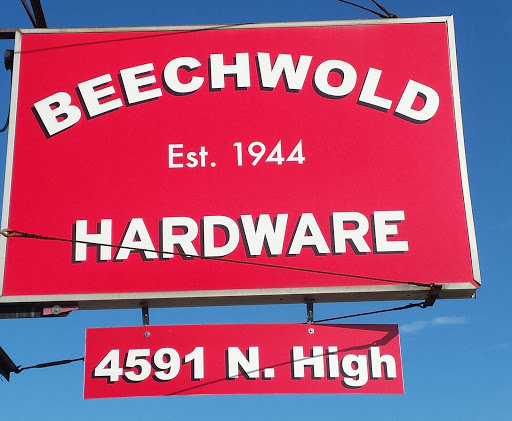 BEECHWOLD
Est. 1944
HARDWARE
4591 N. High